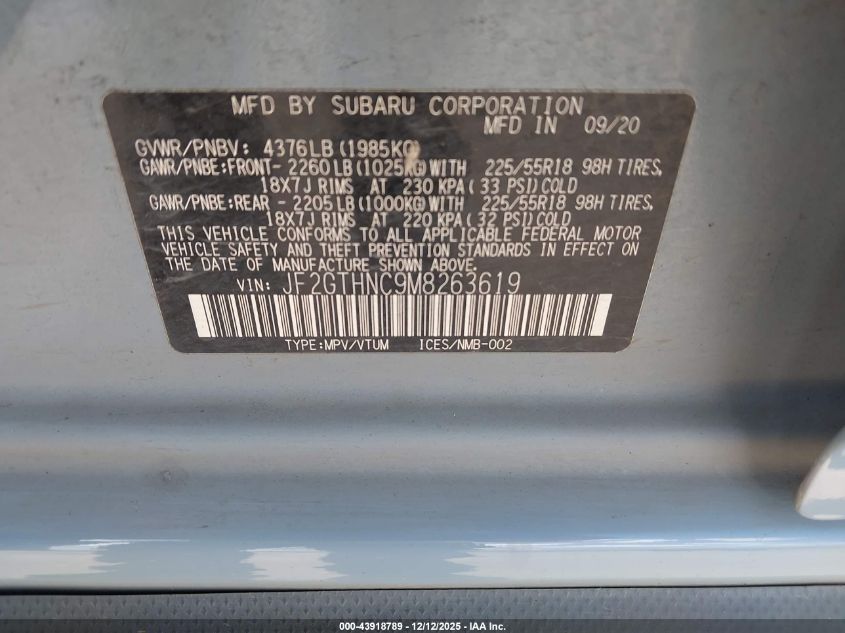 MFD BY SUBARU CORPORATION
MFD IN 09/20
GVWR/PNBV: 4376LB (1985KG)
GAWR/PNBE:FRONT- 2260 LB (1025KG) WITH 225/55R18 98H TIRES,
18X7J RIMS AT 230 KPA ( 33 PSI) COLD
GAWR/PNBE:REAR - 2205 LB (1000KG) WITH 225/55R18 98H TIRES,
18X7J RIMS AT 220 KPA ( 32 PSI) COLD
THIS VEHICLE CONFORMS TO ALL APPLICABLE FEDERAL MOTOR
VEHICLE SAFETY AND THEFT PREVENTION STANDARDS IN EFFECT ON
THE DATE OF MANUFACTURE SHOWN ABOVE.
VIN: JF2GTHNC9M8263619
TYPE:MPV/VTUM ICES/NMB-002
000-43918789 - 12/12/2025 - IAA Inc.